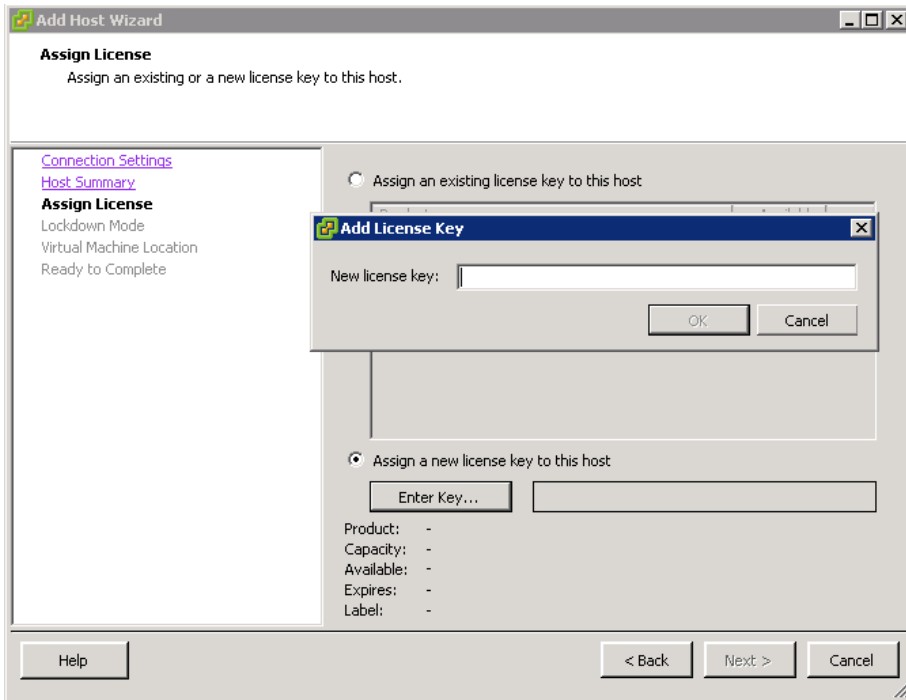 Add Host Wizard
Assign License
Assign an existing or a new license key to this host.
Connection Settings
Host Summary
Assign License
Lockdown Mode
Virtual Machine Location
Ready to Complete
Assign an existing license key to this host
Add License Key
New license key:
OK
Cancel
Assign a new license key to this host
Enter Key...
Product: -
Capacity: -
Available: -
Expires: -
Label: -
Help
< Back
Next >
Cancel